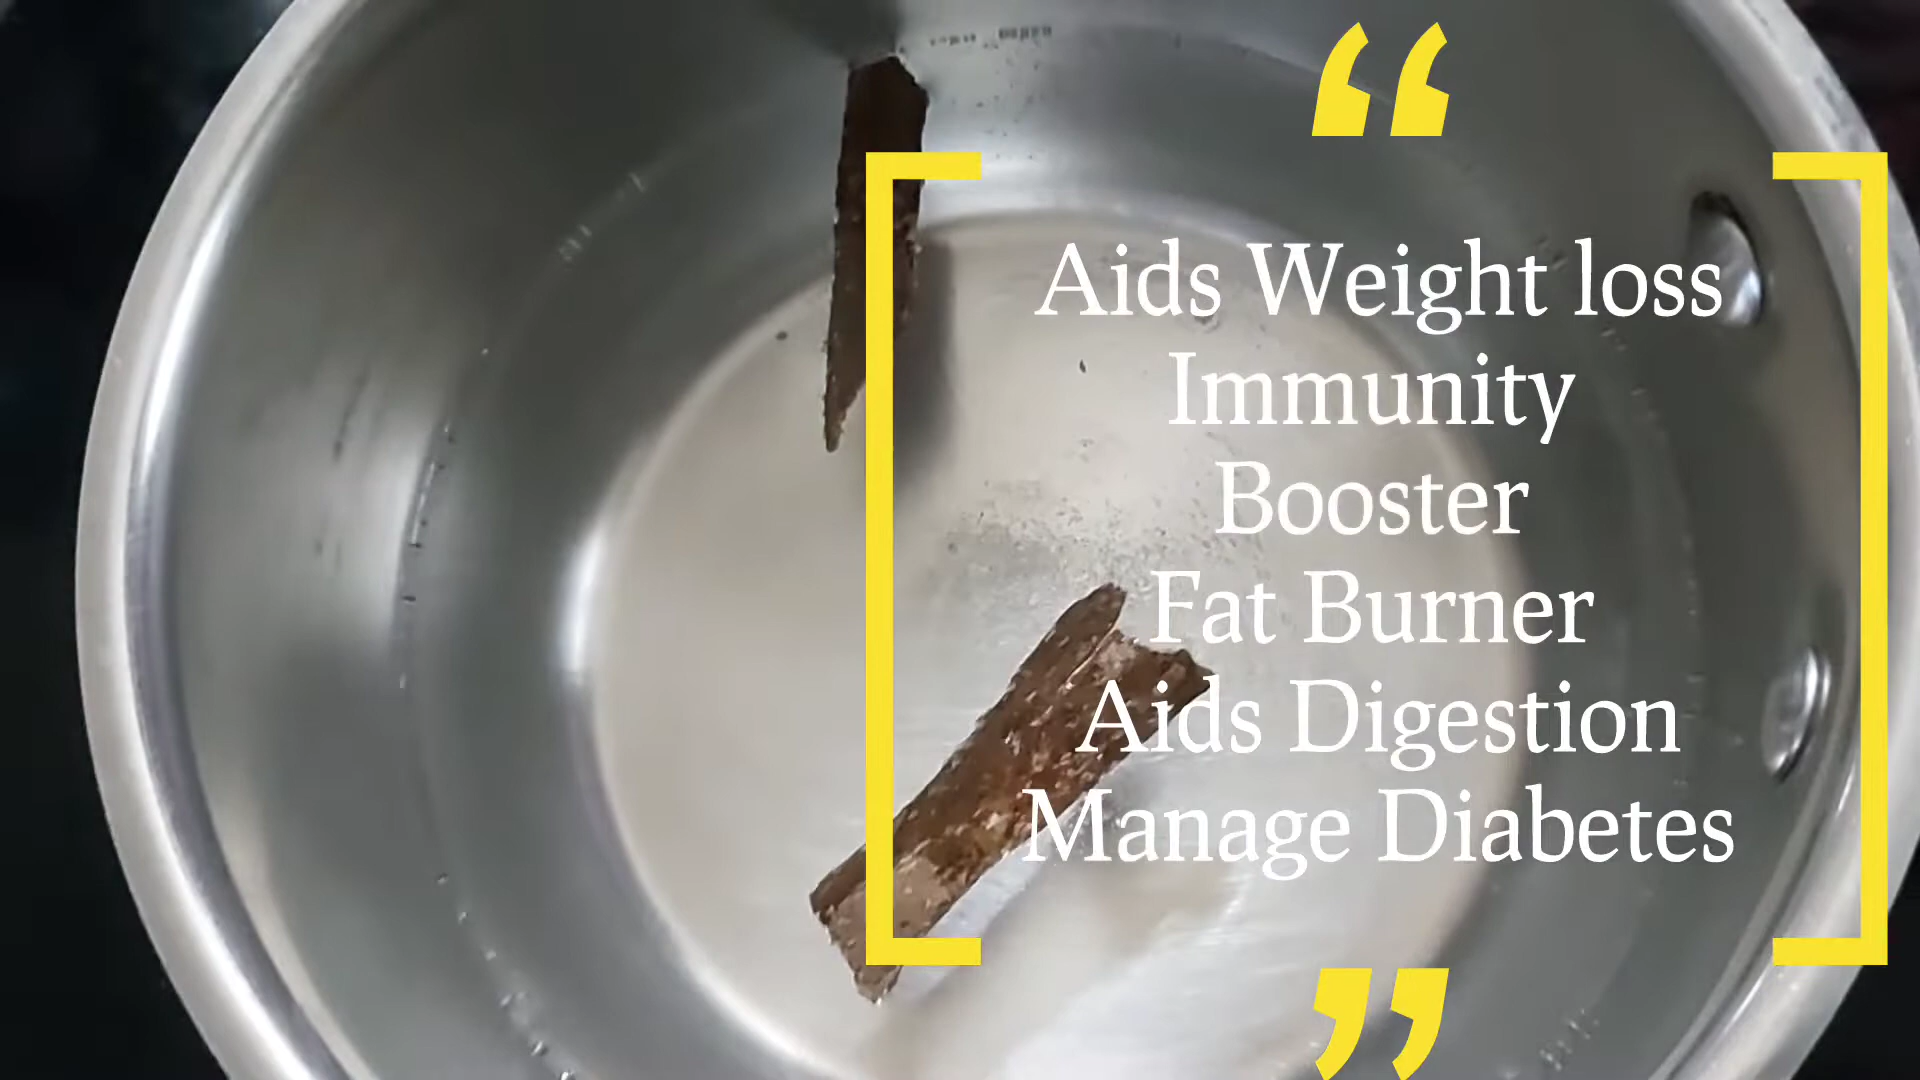 “
Aids Weight loss
Immunity
Booster
Fat Burner
Aids Digestion
Manage Diabetes
”